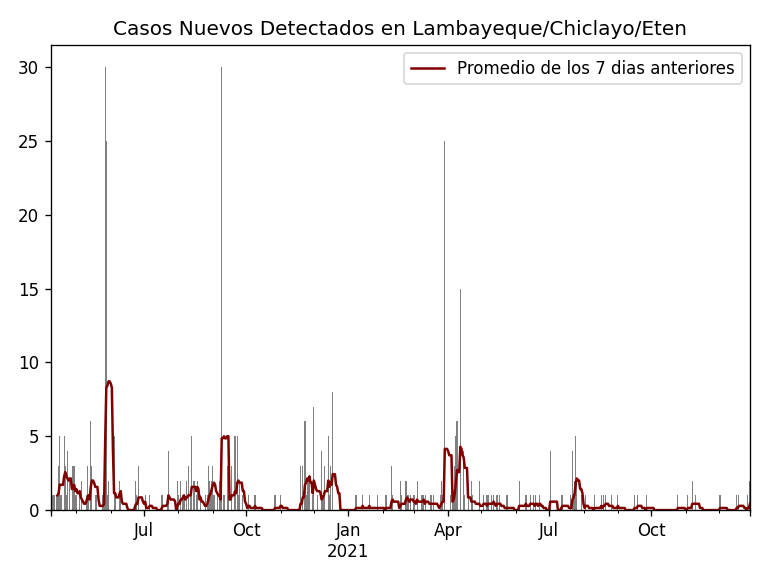 Casos Nuevos Detectados en Lambayeque/Chiclayo/Eten
Promedio de los 7 dias anteriores
30
25
20
15
10
5
0
Jul
Oct
Jan
2021
Apr
Jul
Oct